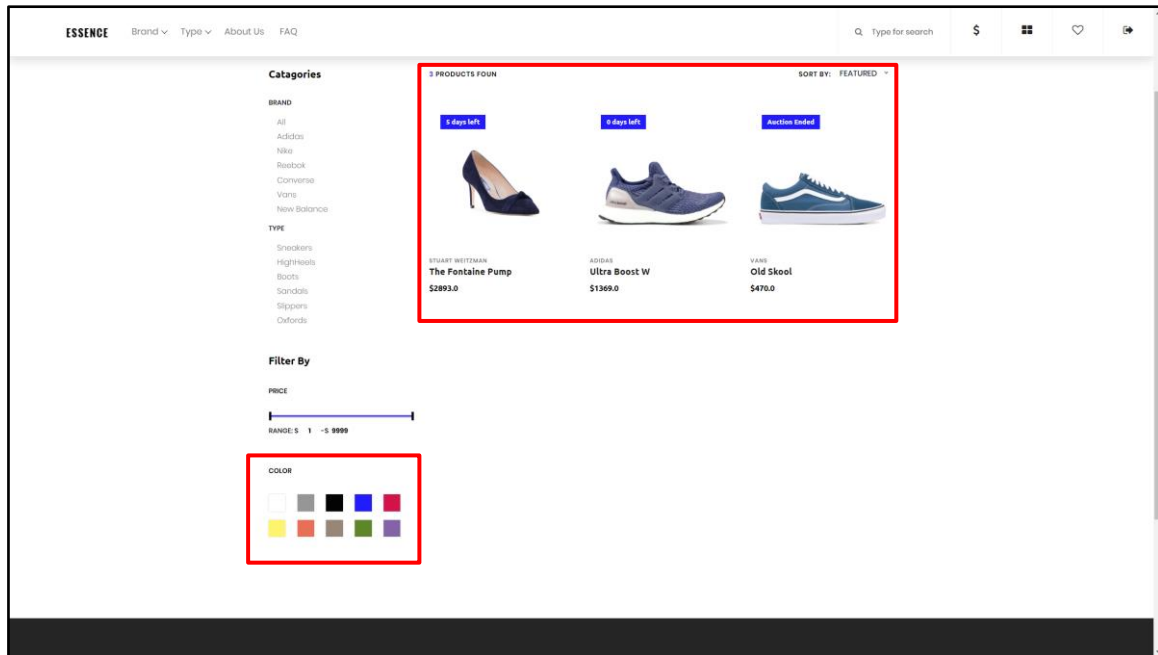 ESSENCE Brand Type About Us FAQ Type for search $
Catagories
BRAND
All
Adidas
Nike
Reebok
Converse
Vans
New Balance
TYPE
Sneakers
HighHeels
Boots
Sandals
Slippers
Oxfords
Filter By
PRICE
RANGE: $ 1 -$ 9999
COLOR
3 PRODUCTS FOUN SORT BY: FEATURED
5 days left 0 days left Auction Ended
STUART WEITZMAN ADIDAS VANS
The Fontaine Pump Ultra Boost W Old Skool
$2893.0 $1369.0 $470.0